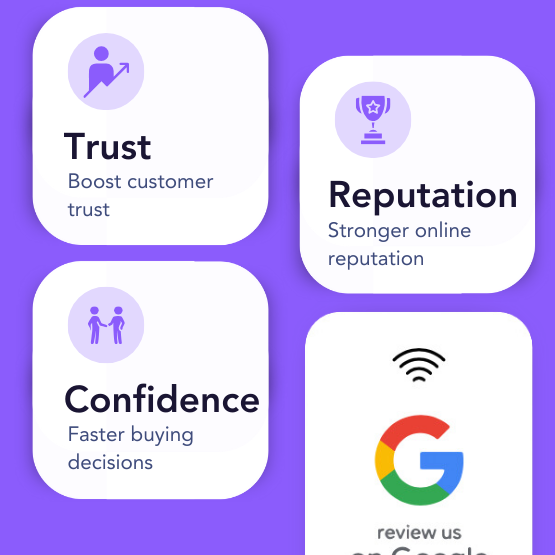 Trust
Boost customer
trust
Reputation
Stronger online
reputation
Confidence
Faster buying
decisions
review us
on Google